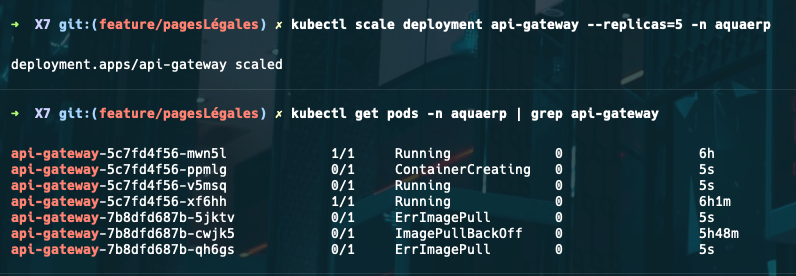 ➜ X7 git:(feature/pagesLégales) ✗ kubectl scale deployment api-gateway --replicas=5 -n aquaerp
deployment.apps/api-gateway scaled
➜ X7 git:(feature/pagesLégales) ✗ kubectl get pods -n aquaerp | grep api-gateway
api-gateway-5c7fd4f56-mwn5l 1/1 Running 0 6h
api-gateway-5c7fd4f56-ppmlg 0/1 ContainerCreating 0 5s
api-gateway-5c7fd4f56-v5msq 0/1 Running 0 5s
api-gateway-5c7fd4f56-xf6hh 1/1 Running 0 6h1m
api-gateway-7b8dfd687b-5jktv 0/1 ErrImagePull 0 5s
api-gateway-7b8dfd687b-cwjk5 0/1 ImagePullBackOff 0 5h48m
api-gateway-7b8dfd687b-qh6gs 0/1 ErrImagePull 0 5s